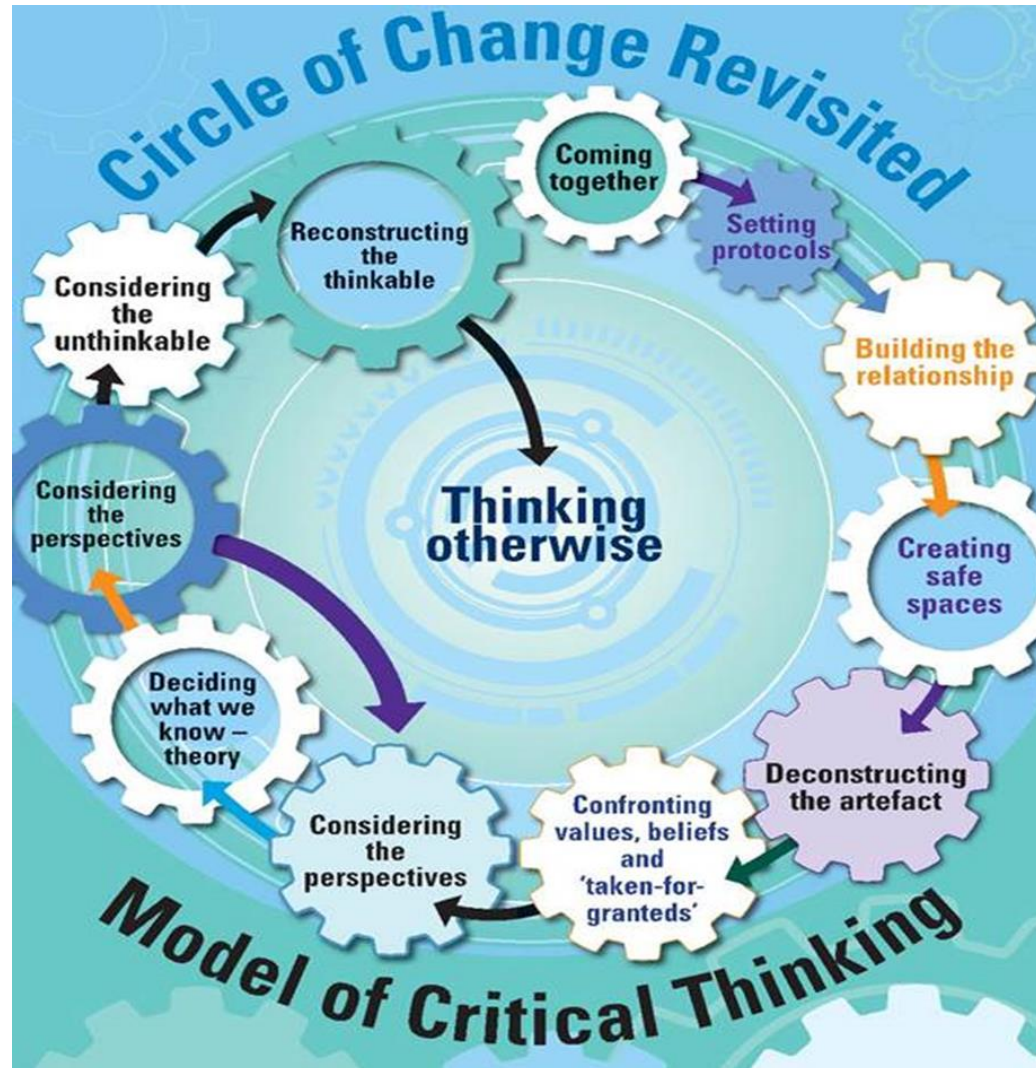 Circle of Change Revisited
Coming
together
Setting
protocols
Building the
relationship
Creating
safe
spaces
Deconstructing
the artefact
Confronting
values, beliefs
and
‘taken-for-
granteds’
Considering
the
perspectives
Deciding
what we
know –
theory
Considering
the
perspectives
Considering
the
unthinkable
Reconstructing
the
thinkable
Thinking
otherwise
Model of Critical Thinking